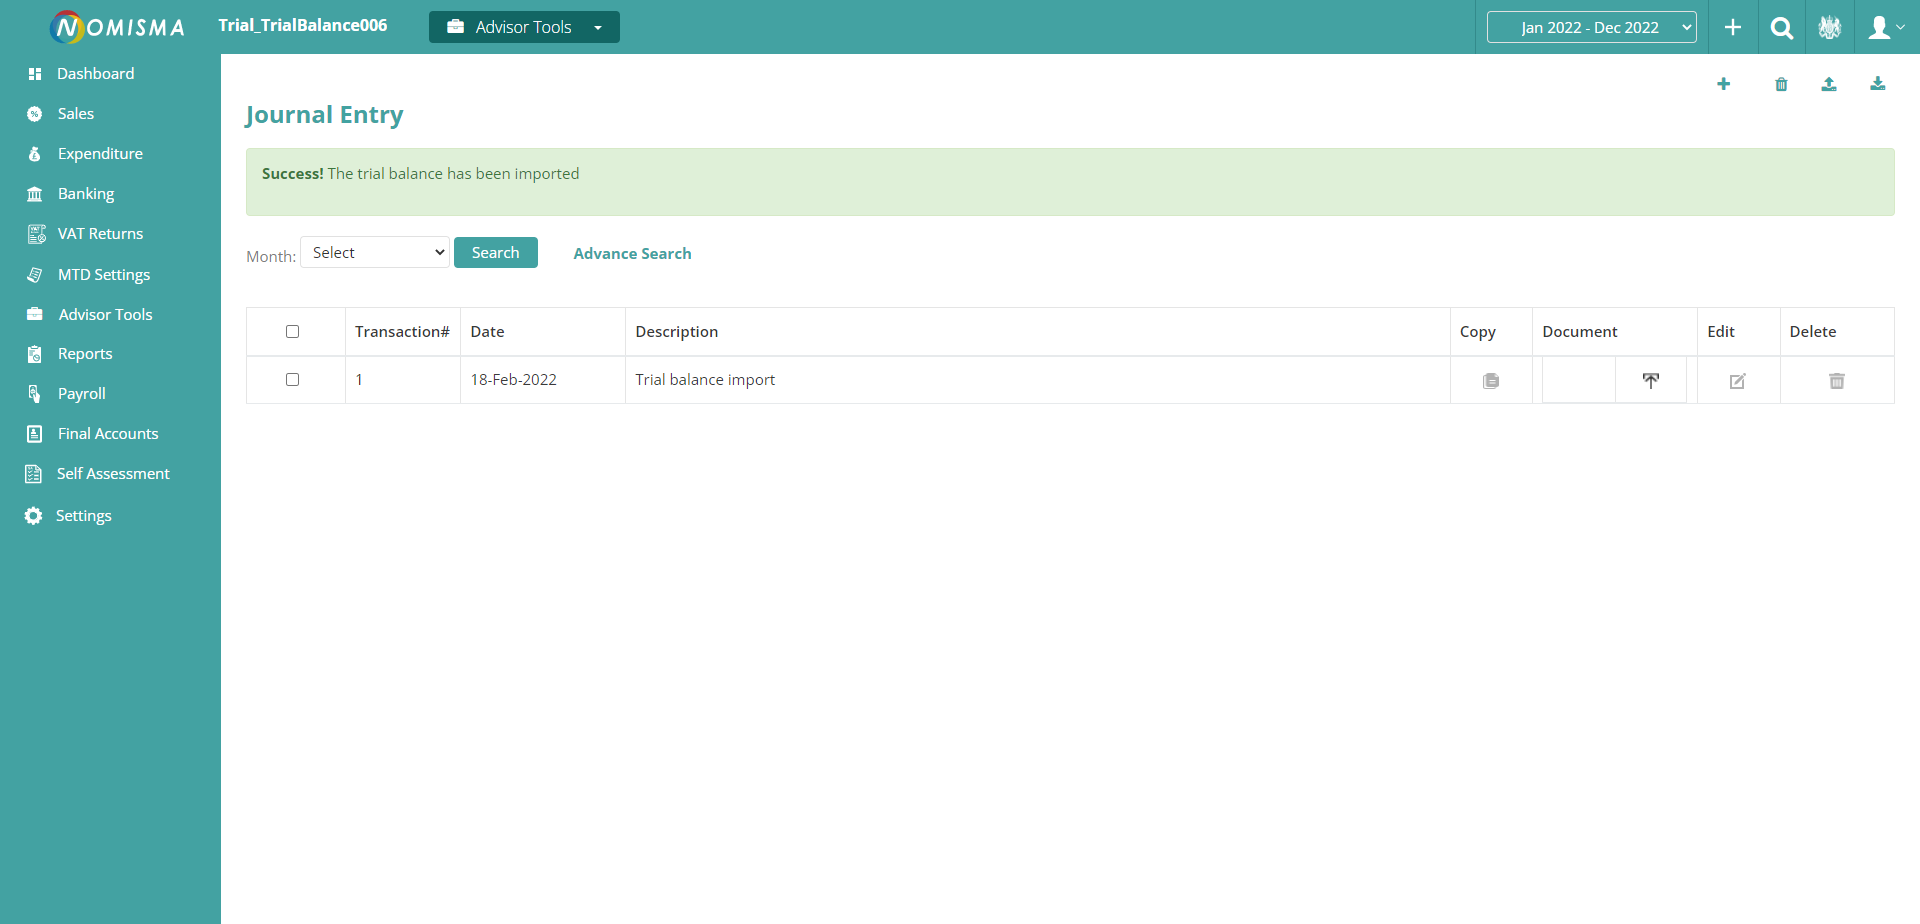 NOMISMA
Trial_TrialBalance006
Advisor Tools
Jan 2022 - Dec 2022
Dashboard
Sales
Expenditure
Banking
VAT Returns
MTD Settings
Advisor Tools
Reports
Payroll
Final Accounts
Self Assessment
Settings
Journal Entry
Success! The trial balance has been imported
Month: Select Search Advance Search
Transaction# Date Description Copy Document Edit Delete
1 18-Feb-2022 Trial balance import